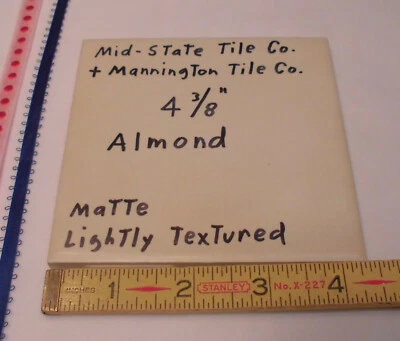 Mid-State Tile Co.
+ Mannington Tile Co.
4 3/8"
Almond
Matte
Lightly Textured
INCHES 1 2 STANLEY 3 No. X-227 4